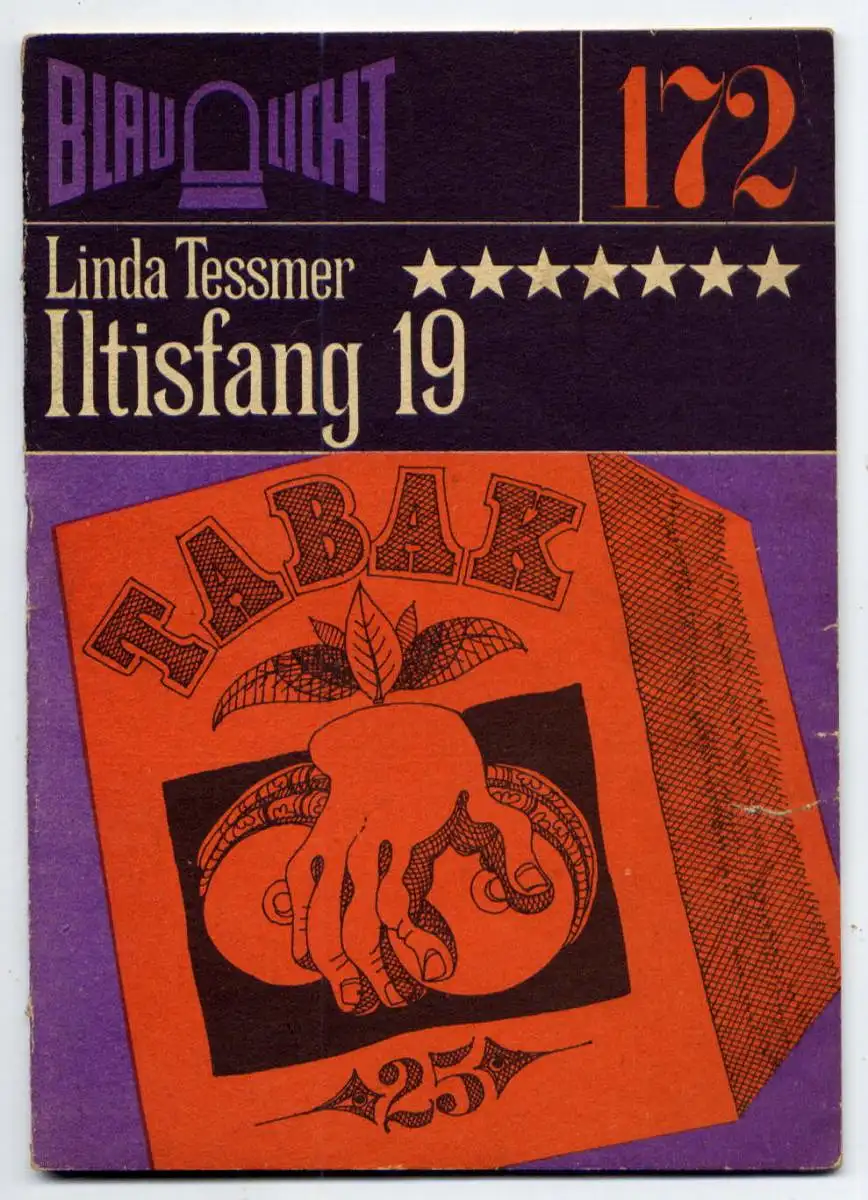 BLAULICHT
172
Linda Tessmer
Iltisfang 19
TABAK
25